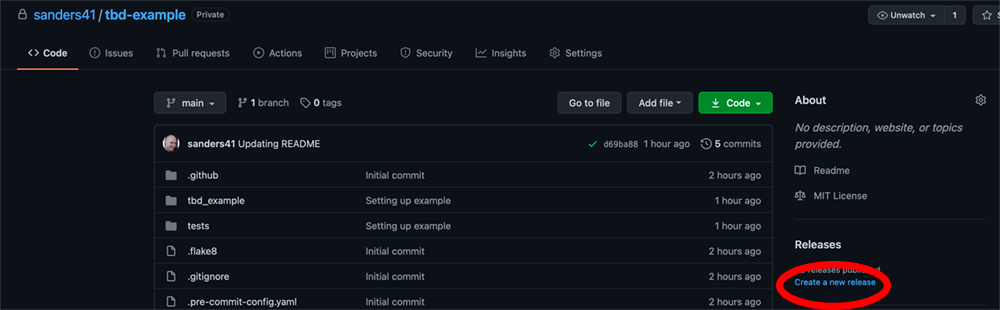 sanders41/tbd-example Private
Unwatch 1
Code Issues Pull requests Actions Projects Security Insights Settings
main 1 branch 0 tags Go to file Add file Code
sanders41 Updating README d69ba88 1 hour ago 5 commits
.github Initial commit 2 hours ago
tbd_example Setting up example 1 hour ago
tests Setting up example 1 hour ago
.flake8 Initial commit 2 hours ago
.gitignore Initial commit 2 hours ago
.pre-commit-config.yaml Initial commit 2 hours ago
About
No description, website, or topics
provided.
Readme
MIT License
Releases
releases published
Create a new release